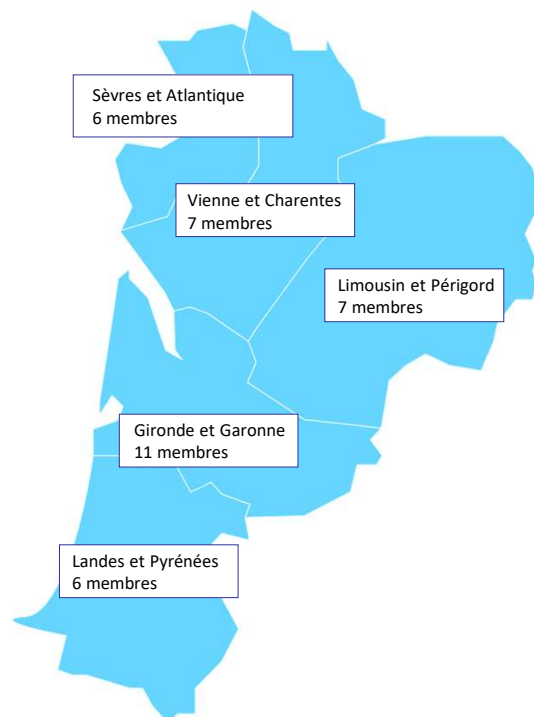 Sèvres et Atlantique
6 membres
Vienne et Charentes
7 membres
Limousin et Périgord
7 membres
Gironde et Garonne
11 membres
Landes et Pyrénées
6 membres